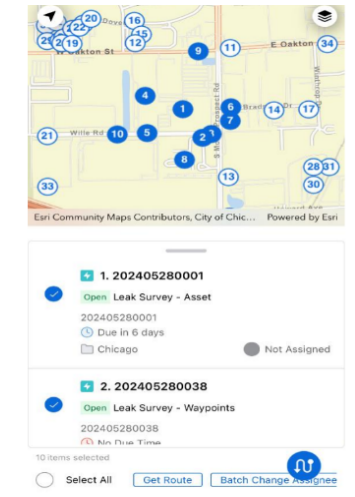 20
16
22
15
29
19
12
W Oakton St
9
11
E Oakton
34
4
1
6
Dr
14
17
7
21
Wille Rd
10
5
2
8
13
28
31
30
33
Esri Community Maps Contributors, City of Chic...
Powered by Esri
1. 202405280001
Open
Leak Survey - Asset
202405280001
Due in 6 days
Chicago
Not Assigned
2. 202405280038
Open
Leak Survey - Waypoints
202405280038
No Due Time
10 items selected
Select All
Get Route
Batch Change Assignee